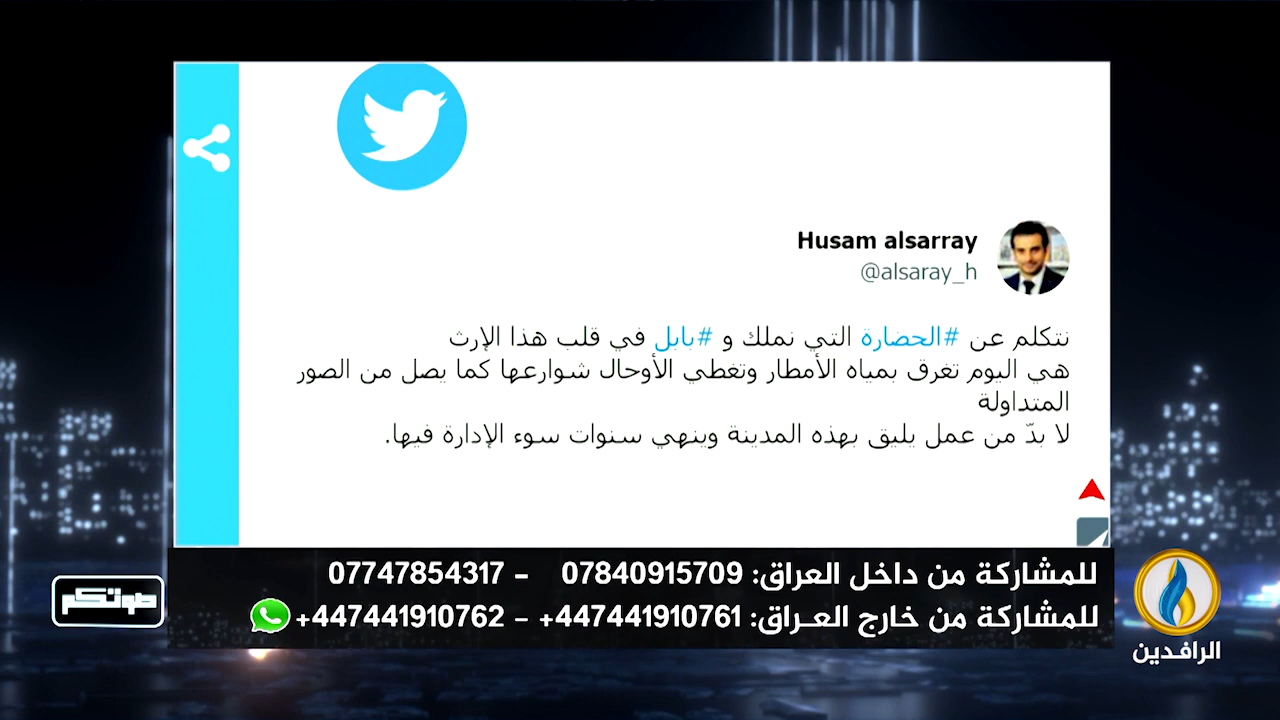 Husam alsarray
@alsaray_h
نتكلم عن #الحضارة التي نملك و #بابل في قلب هذا الإرث
هي اليوم تغرق بمياه الأمطار وتغطي الأوحال شوارعها كما يصل من الصور
المتداولة
لا بدّ من عمل يليق بهذه المدينة وينهي سنوات سوء الإدارة فيها.
للمشاركة من داخل العراق: 07840915709 - 07747854317
للمشاركة من خارج العـراق: 447441910761+ - 447441910762+
صوتكم
الرافدين